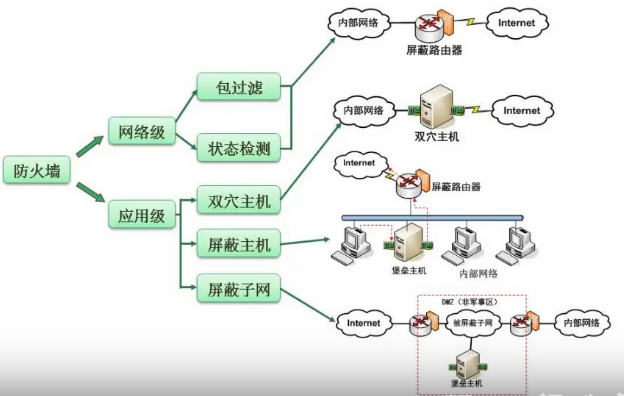 防火墙
网络级
应用级
包过滤
状态检测
双穴主机
屏蔽主机
屏蔽子网
内部网络
Internet
屏蔽路由器
内部网络
Internet
双穴主机
Internet
屏蔽路由器
堡垒主机
内部网络
DMZ（非军事区）
Internet
被屏蔽子网
内部网络
堡垒主机